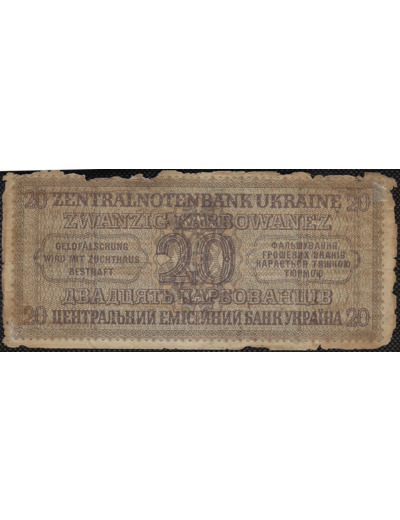 20 ZENTRALNOTENBANK UKRAINE 20
ZWANZIG KARBOWANEZ
GELDFÄLSCHUNG
WIRD MIT ZUCHTHAUS
BESTRAFT
20
ФАЛЬШУВАННЯ
ГРОШЕВИХ ЗНАКІВ
КАРАЄТЬСЯ ТЯЖКОЮ
ТЮРМОЮ
ДВАДЦЯТЬ КАРБОВАНЦІВ
20 ЦЕНТРАЛЬНИЙ ЕМІСІЙНИЙ БАНК УКРАЇНА 20